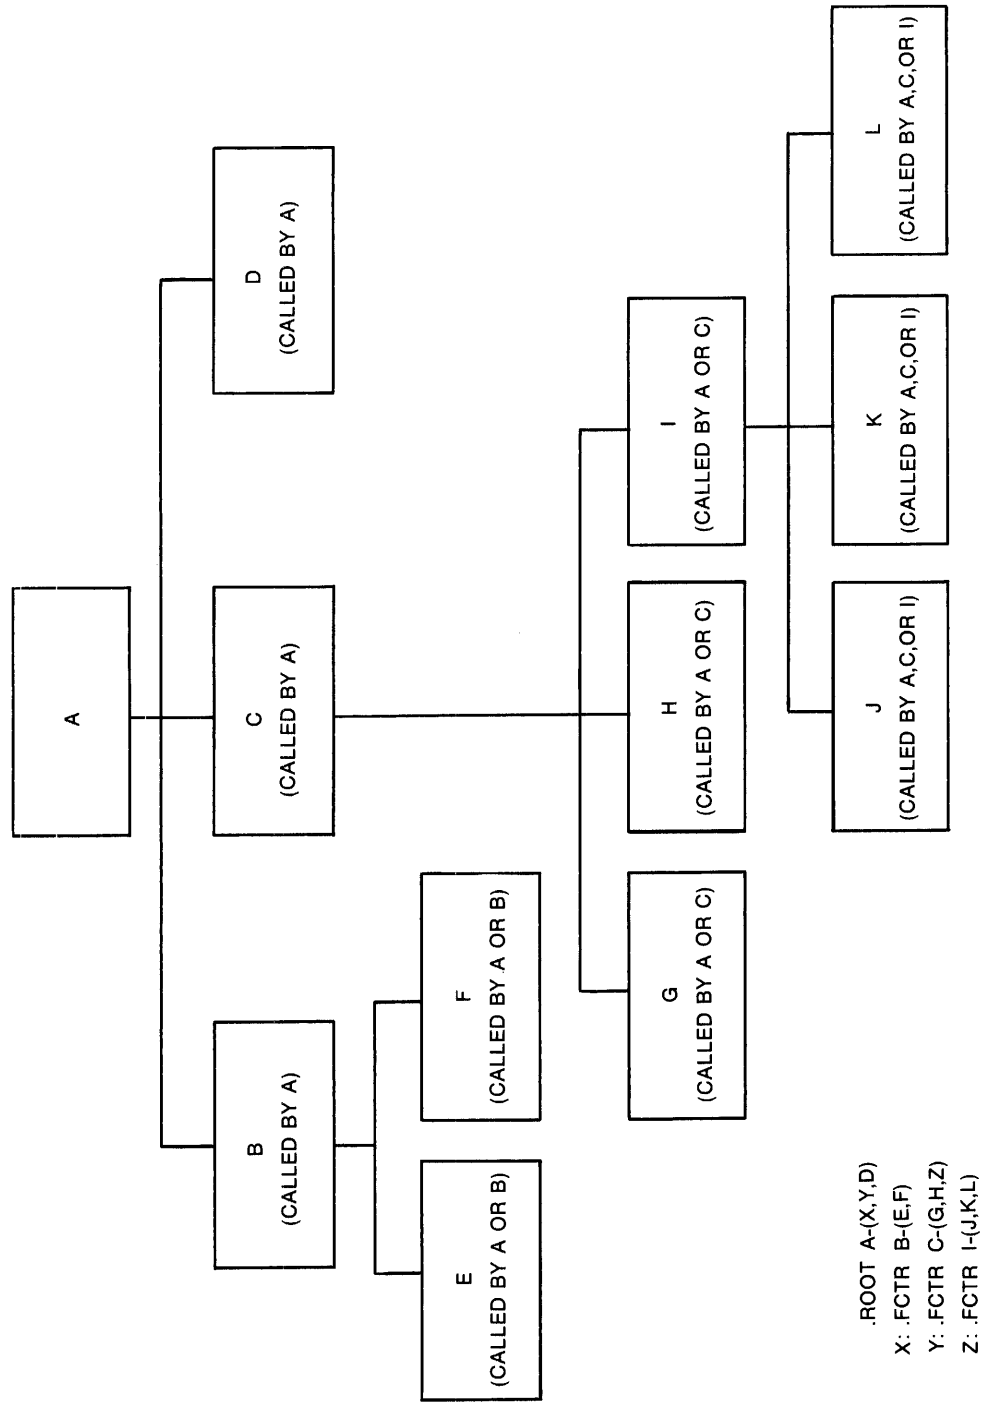 A
B
(CALLED BY A)
C
(CALLED BY A)
D
(CALLED BY A)
E
(CALLED BY A OR B)
F
(CALLED BY A OR B)
G
(CALLED BY A OR C)
H
(CALLED BY A OR C)
I
(CALLED BY A OR C)
J
(CALLED BY A,C,OR I)
K
(CALLED BY A,C,OR I)
L
(CALLED BY A,C,OR I)
.ROOT A-(X,Y,D)
X: .FCTR B-(E,F)
Y: .FCTR C-(G,H,Z)
Z: .FCTR I-(J,K,L)